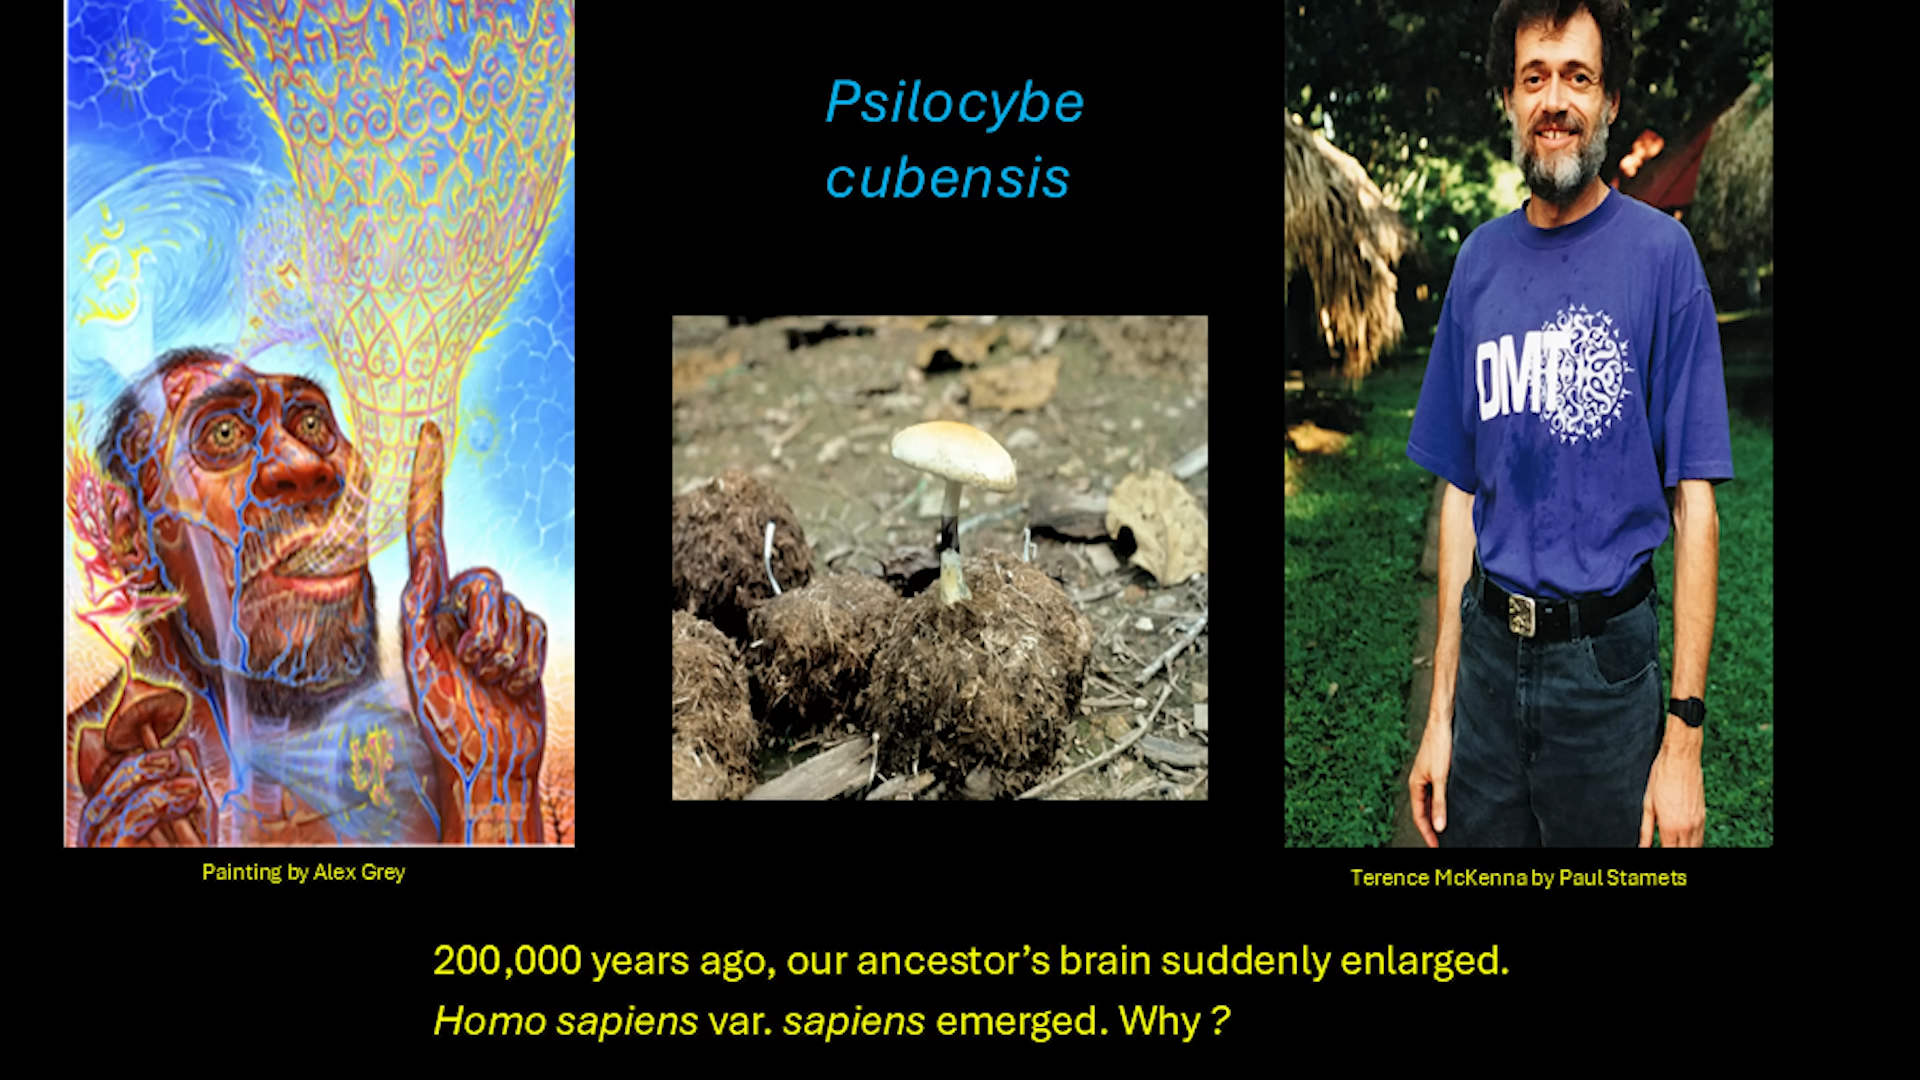 Psilocybe
cubensis
DMT
Painting by Alex Grey
Terence McKenna by Paul Stamets
200,000 years ago, our ancestor’s brain suddenly enlarged.
Homo sapiens var. sapiens emerged. Why ?